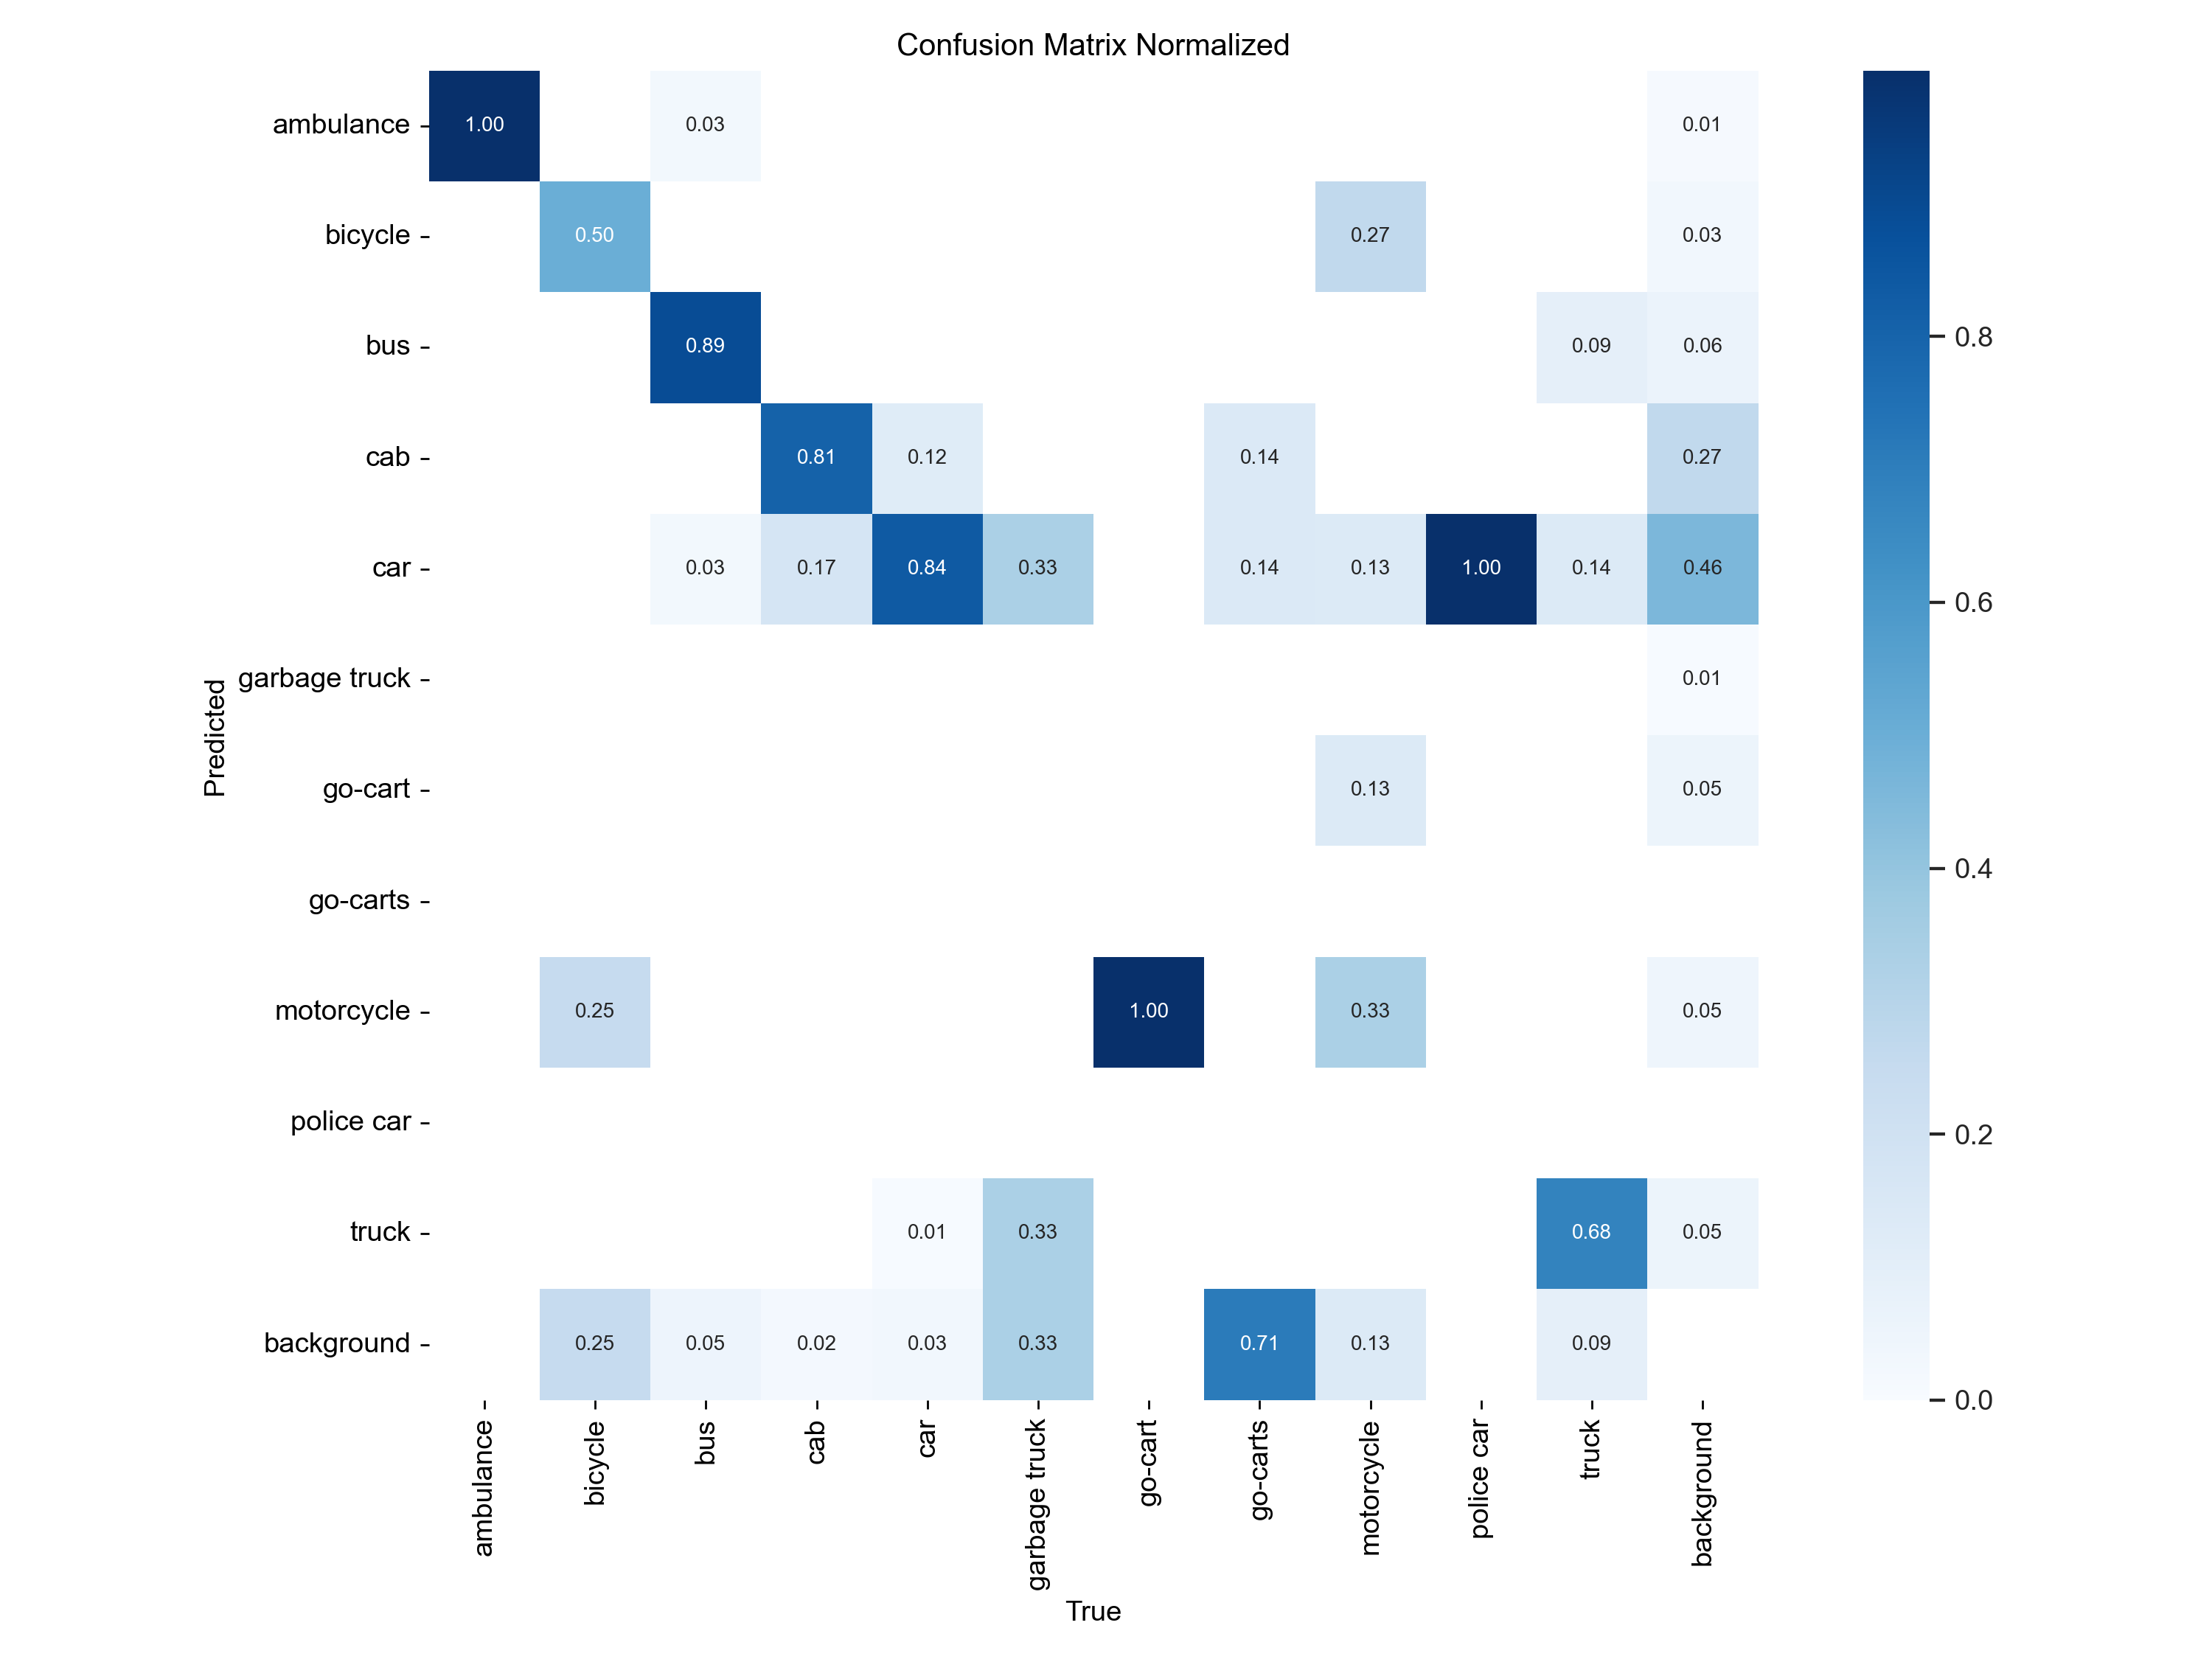 Confusion Matrix Normalized
ambulance 1.00 0.03 0.01
bicycle 0.50 0.27 0.03
bus 0.89 0.09 0.06
0.8
cab 0.81 0.12 0.14 0.27
car 0.03 0.17 0.84 0.33 0.14 0.13 1.00 0.14 0.46
0.6
garbage truck 0.01
Predicted
go-cart 0.13 0.05
0.4
go-carts
motorcycle 0.25 1.00 0.33 0.05
police car
0.2
truck 0.01 0.33 0.68 0.05
background 0.25 0.05 0.02 0.03 0.33 0.71 0.13 0.09
0.0
ambulance
bicycle
bus
cab
car
garbage truck
go-cart
go-carts
motorcycle
police car
truck
background
True